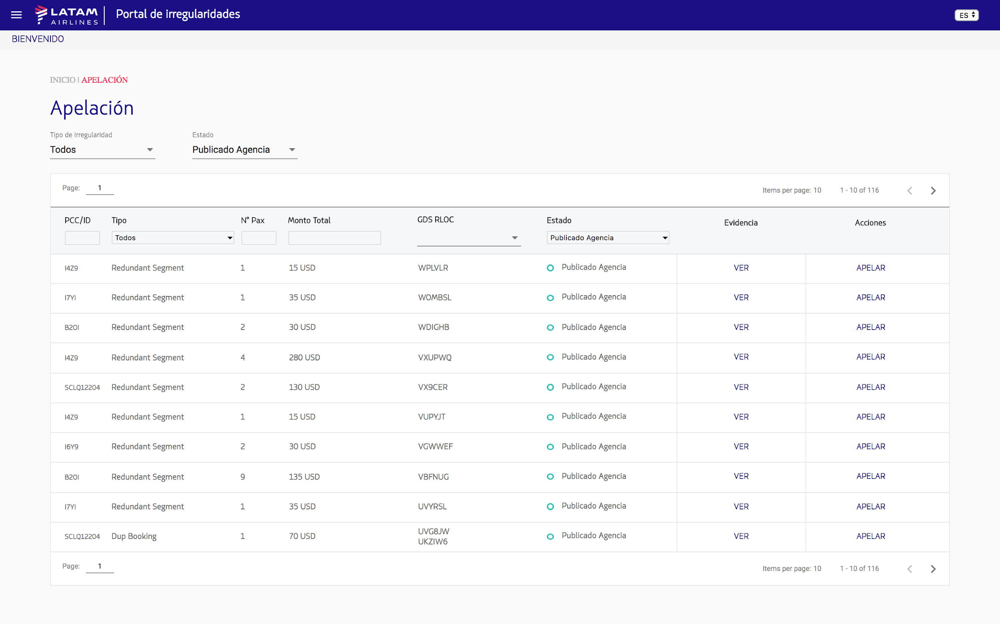 LATAM
AIRLINES
Portal de irregularidades
ES
BIENVENIDO
INICIO | APELACIÓN
Apelación
Tipo de Irregularidad Estado
Todos Publicado Agencia
Page: 1 Items per page: 10 1 - 10 of 116
PCC/ID Tipo N° Pax Monto Total GDS RLOC Estado Evidencia Acciones
Todos Publicado Agencia
I4Z9 Redundant Segment 1 15 USD WPLVLR Publicado Agencia VER APELAR
I7YI Redundant Segment 1 35 USD WOMBSL Publicado Agencia VER APELAR
B2OI Redundant Segment 2 30 USD WDIGHB Publicado Agencia VER APELAR
I4Z9 Redundant Segment 4 280 USD VXUPWQ Publicado Agencia VER APELAR
SCLQ12204 Redundant Segment 2 130 USD VX9CER Publicado Agencia VER APELAR
I4Z9 Redundant Segment 1 15 USD VUPYJT Publicado Agencia VER APELAR
I6Y9 Redundant Segment 2 30 USD VGWWEF Publicado Agencia VER APELAR
B2OI Redundant Segment 9 135 USD VBFNUG Publicado Agencia VER APELAR
I7YI Redundant Segment 1 35 USD UVYRSL Publicado Agencia VER APELAR
SCLQ12204 Dup Booking 1 70 USD UVG8JW Publicado Agencia VER APELAR
UKZIW6
Page: 1 Items per page: 10 1 - 10 of 116